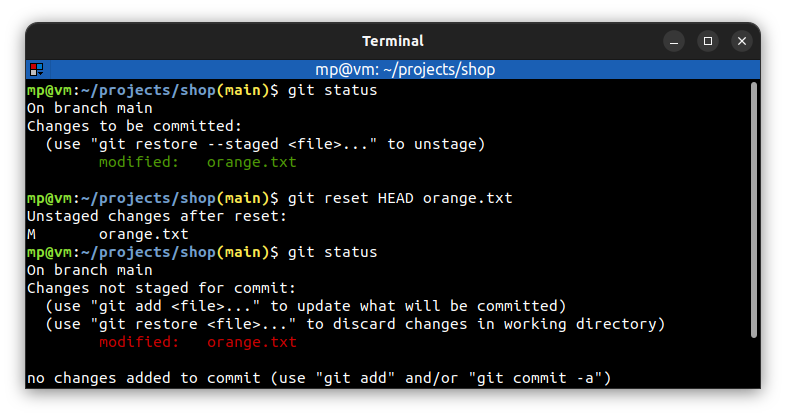 Terminal
mp@vm: ~/projects/shop
mp@vm:~/projects/shop(main)$ git status
On branch main
Changes to be committed:
  (use "git restore --staged <file>..." to unstage)
        modified:   orange.txt

mp@vm:~/projects/shop(main)$ git reset HEAD orange.txt
Unstaged changes after reset:
M       orange.txt
mp@vm:~/projects/shop(main)$ git status
On branch main
Changes not staged for commit:
  (use "git add <file>..." to update what will be committed)
  (use "git restore <file>..." to discard changes in working directory)
        modified:   orange.txt

no changes added to commit (use "git add" and/or "git commit -a")